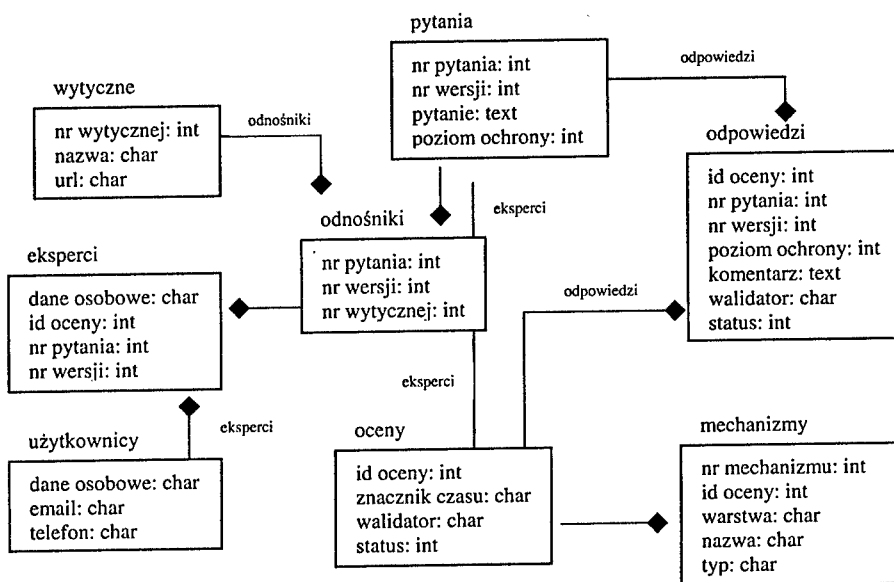 pytania
nr pytania: int
nr wersji: int
pytanie: text
poziom ochrony: int
odpowiedzi
wytyczne
nr wytycznej: int
nazwa: char
url: char
odnośniki
odpowiedzi
id oceny: int
nr pytania: int
nr wersji: int
poziom ochrony: int
komentarz: text
walidator: char
status: int
eksperci
odnośniki
nr pytania: int
nr wersji: int
nr wytycznej: int
eksperci
dane osobowe: char
id oceny: int
nr pytania: int
nr wersji: int
odpowiedzi
eksperci
eksperci
użytkownicy
dane osobowe: char
email: char
telefon: char
oceny
id oceny: int
znacznik czasu: char
walidator: char
status: int
mechanizmy
nr mechanizmu: int
id oceny: int
warstwa: char
nazwa: char
typ: char